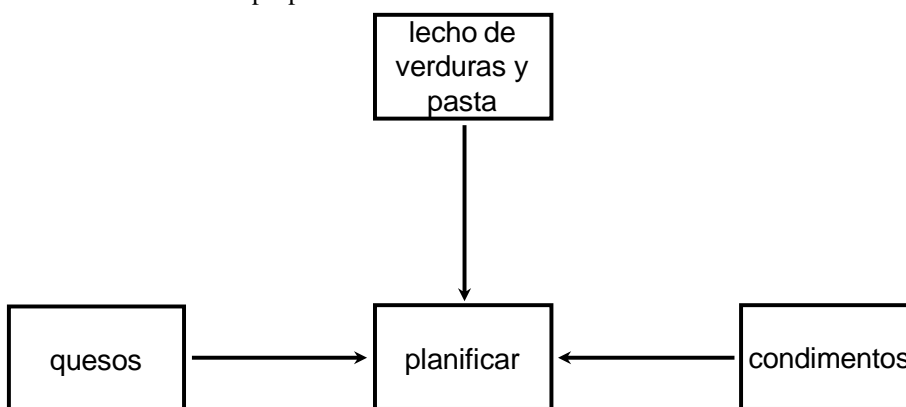 lecho de
verduras y
pasta
quesos
planificar
condimentos